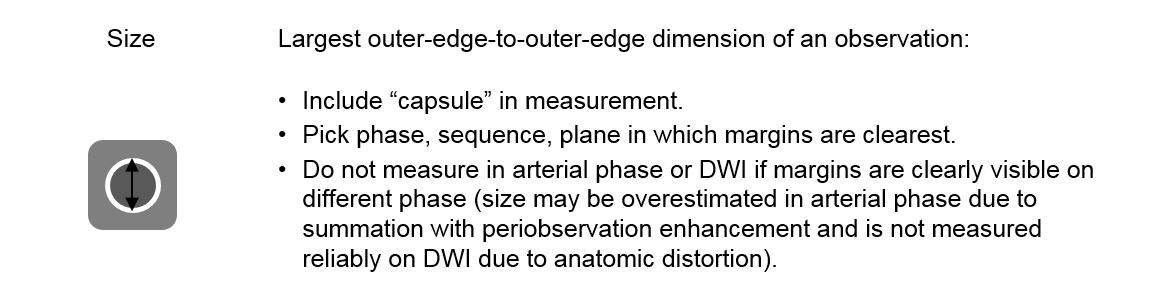 Size
Largest outer-edge-to-outer-edge dimension of an observation:
• Include “capsule” in measurement.
• Pick phase, sequence, plane in which margins are clearest.
• Do not measure in arterial phase or DWI if margins are clearly visible on
different phase (size may be overestimated in arterial phase due to
summation with periobservation enhancement and is not measured
reliably on DWI due to anatomic distortion).